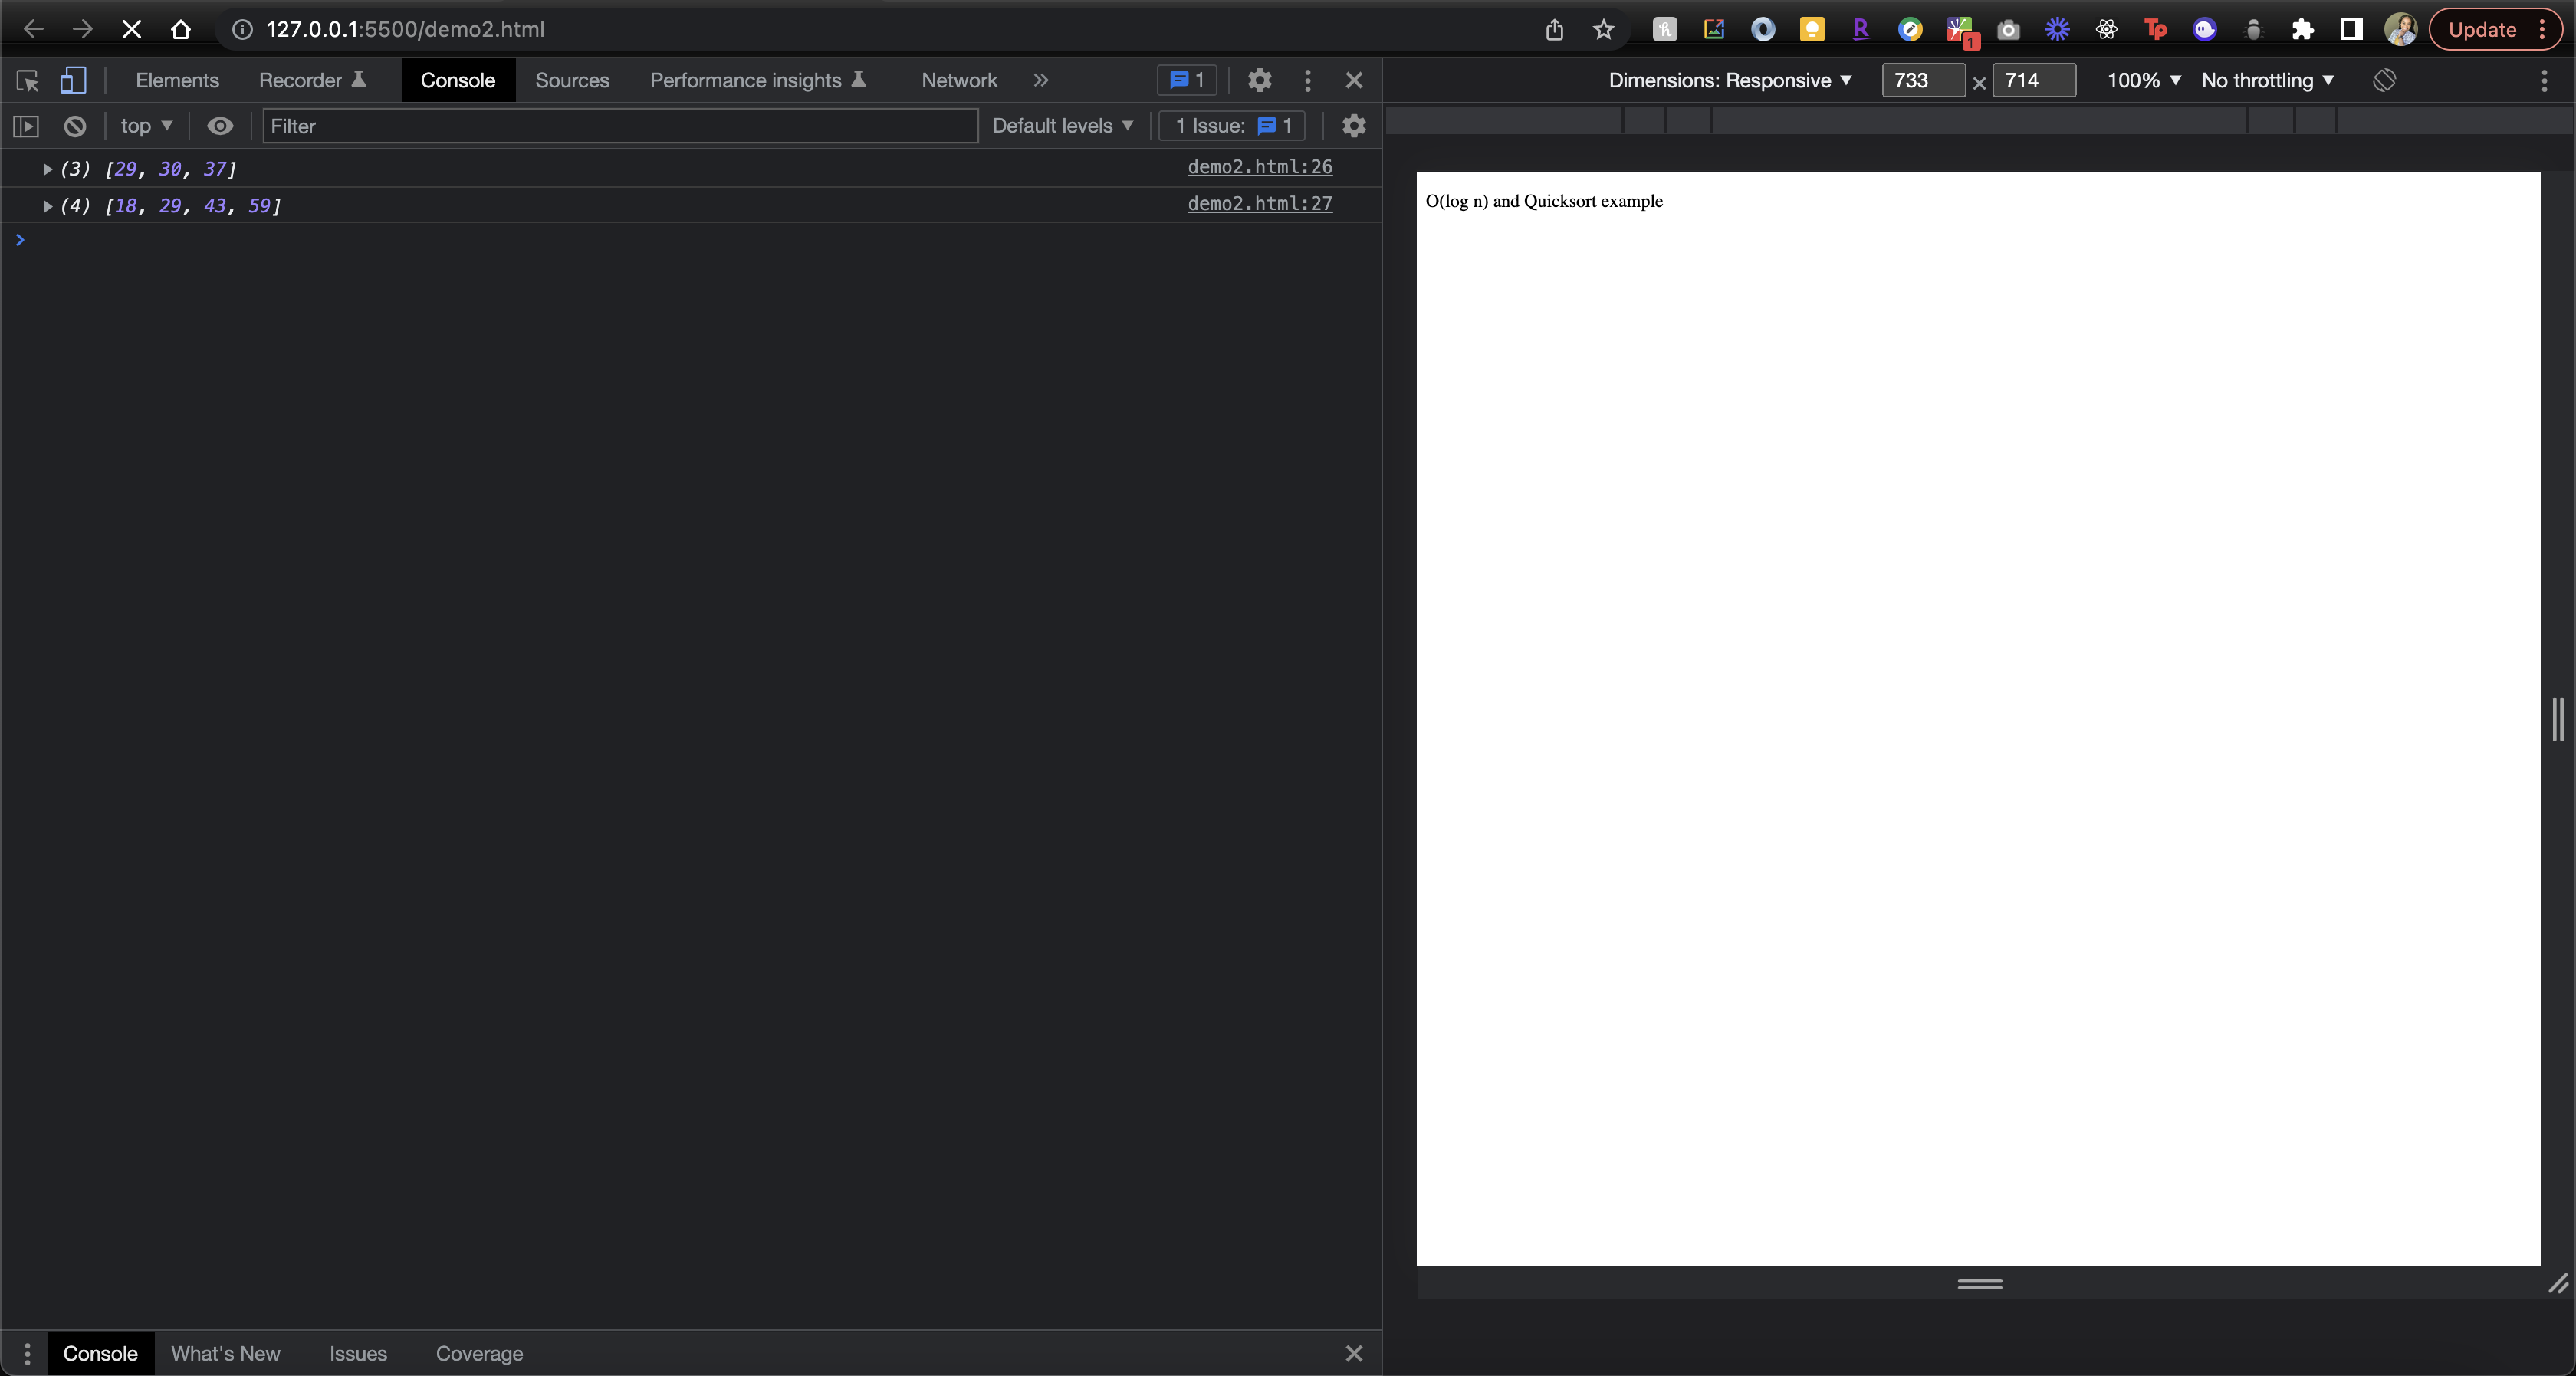 127.0.0.1:5500/demo2.html
1
Tp
Update
Elements Recorder Console Sources Performance insights Network 1
Dimensions: Responsive 733 × 714 100% No throttling
top Filter Default levels 1 Issue: 1
(3) [29, 30, 37] demo2.html:26
(4) [18, 29, 43, 59] demo2.html:27
O(log n) and Quicksort example
Console What's New Issues Coverage